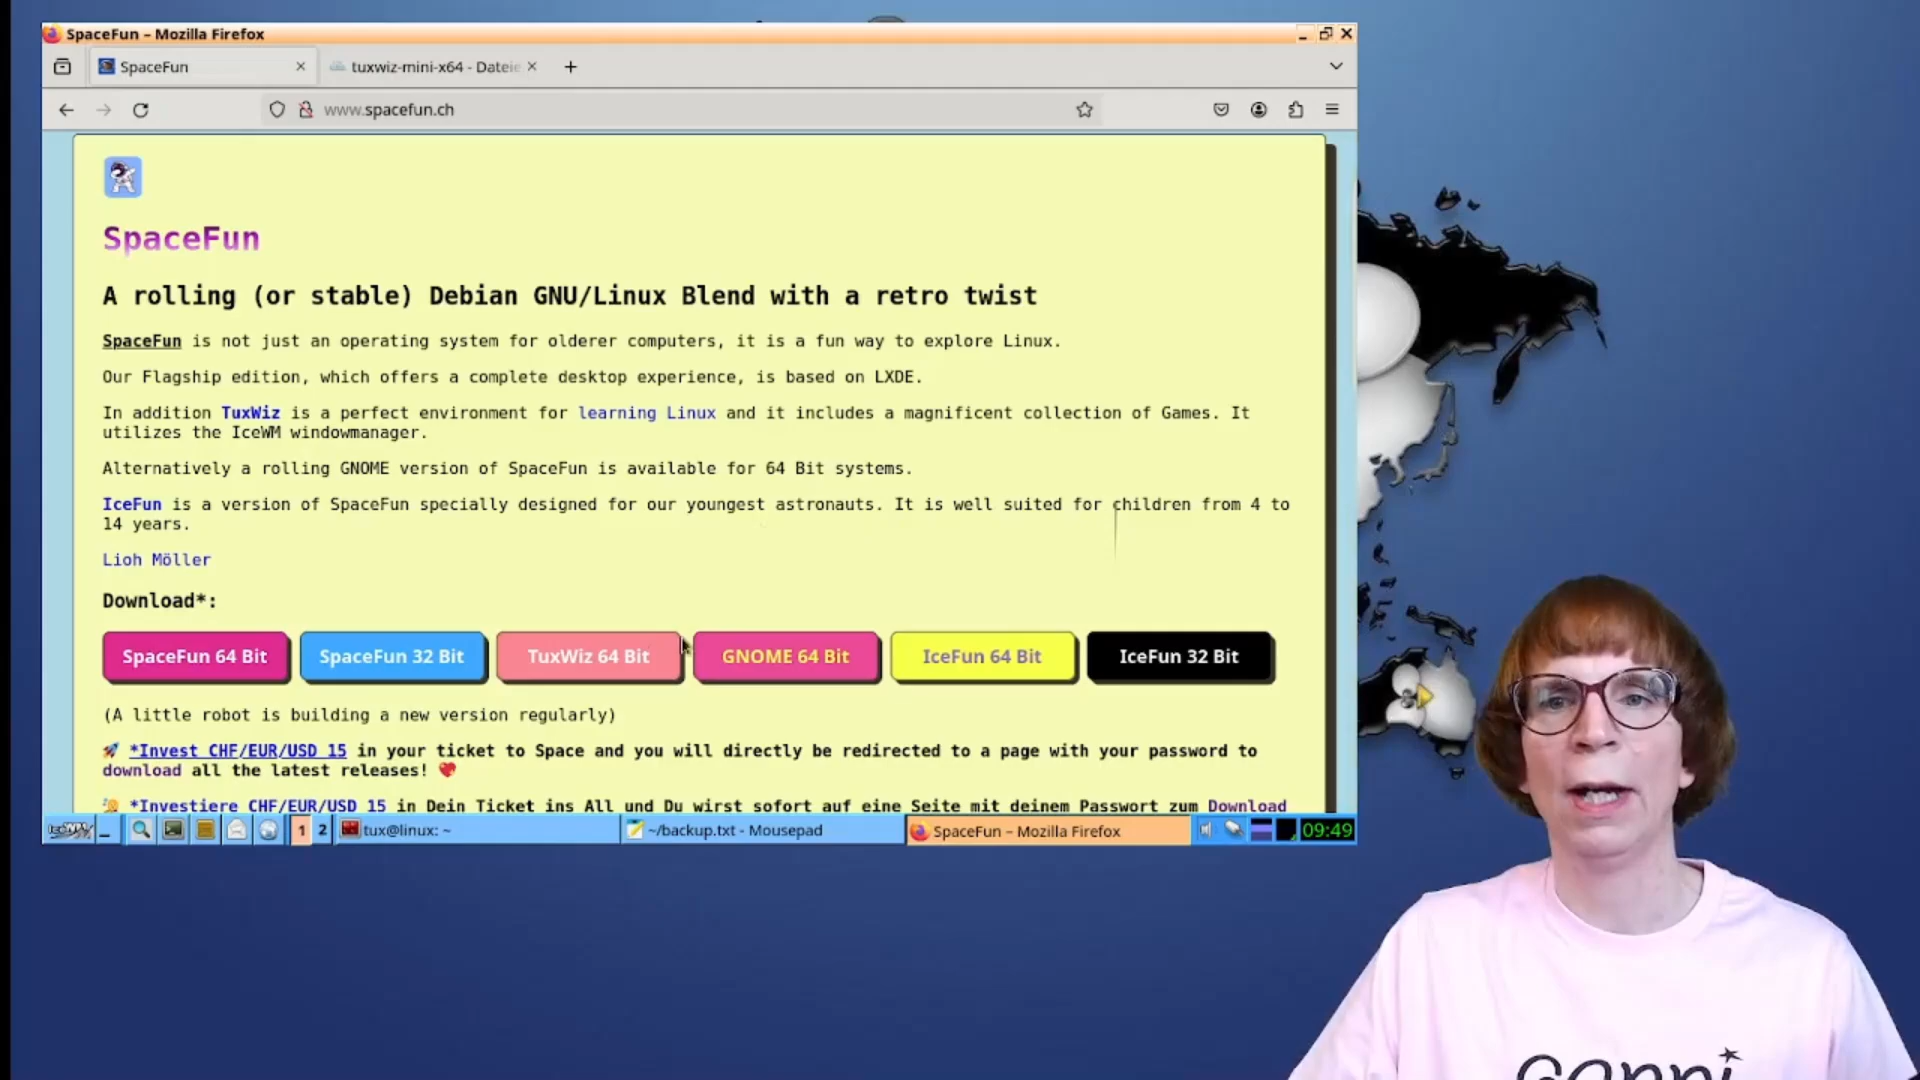 SpaceFun – Mozilla Firefox
SpaceFun
tuxwiz-mini-x64 - Dateie
www.spacefun.ch
SpaceFun
A rolling (or stable) Debian GNU/Linux Blend with a retro twist
SpaceFun is not just an operating system for olderer computers, it is a fun way to explore Linux.
Our Flagship edition, which offers a complete desktop experience, is based on LXDE.
In addition TuxWiz is a perfect environment for learning Linux and it includes a magnificent collection of Games. It
utilizes the IceWM windowmanager.
Alternatively a rolling GNOME version of SpaceFun is available for 64 Bit systems.
IceFun is a version of SpaceFun specially designed for our youngest astronauts. It is well suited for children from 4 to
14 years.
Lioh Möller
Download*:
SpaceFun 64 Bit
SpaceFun 32 Bit
TuxWiz 64 Bit
GNOME 64 Bit
IceFun 64 Bit
IceFun 32 Bit
(A little robot is building a new version regularly)
🚀 *Invest CHF/EUR/USD 15 in your ticket to Space and you will directly be redirected to a page with your password to
download all the latest releases! 💖
*Investiere CHF/EUR/USD 15 in Dein Ticket ins All und Du wirst sofort auf eine Seite mit deinem Passwort zum Download
IceWM
1
2
tux@linux: ~
~/backup.txt - Mousepad
SpaceFun – Mozilla Firefox
09:49